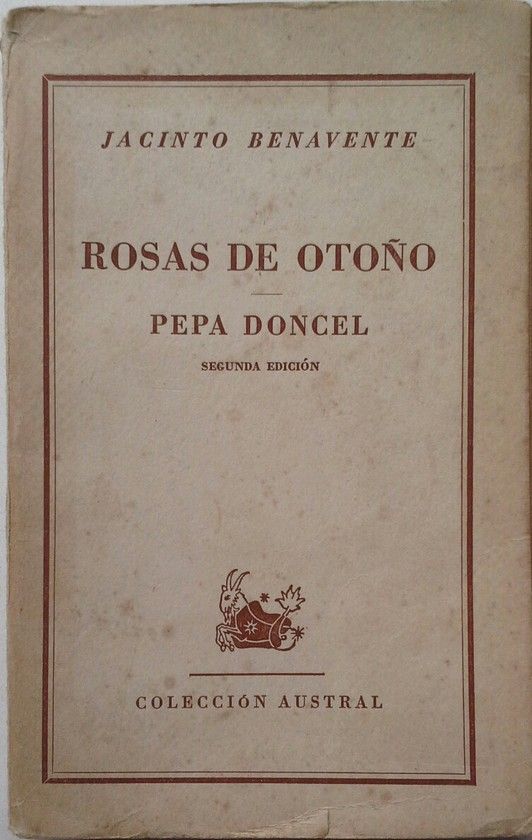 JACINTO BENAVENTE
ROSAS DE OTOÑO
PEPA DONCEL
SEGUNDA EDICIÓN
COLECCIÓN AUSTRAL